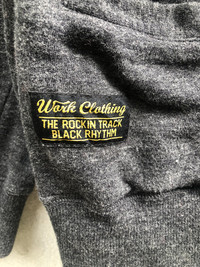 Work Clothing
THE ROCKIN TRACK
BLACK RHYTHM